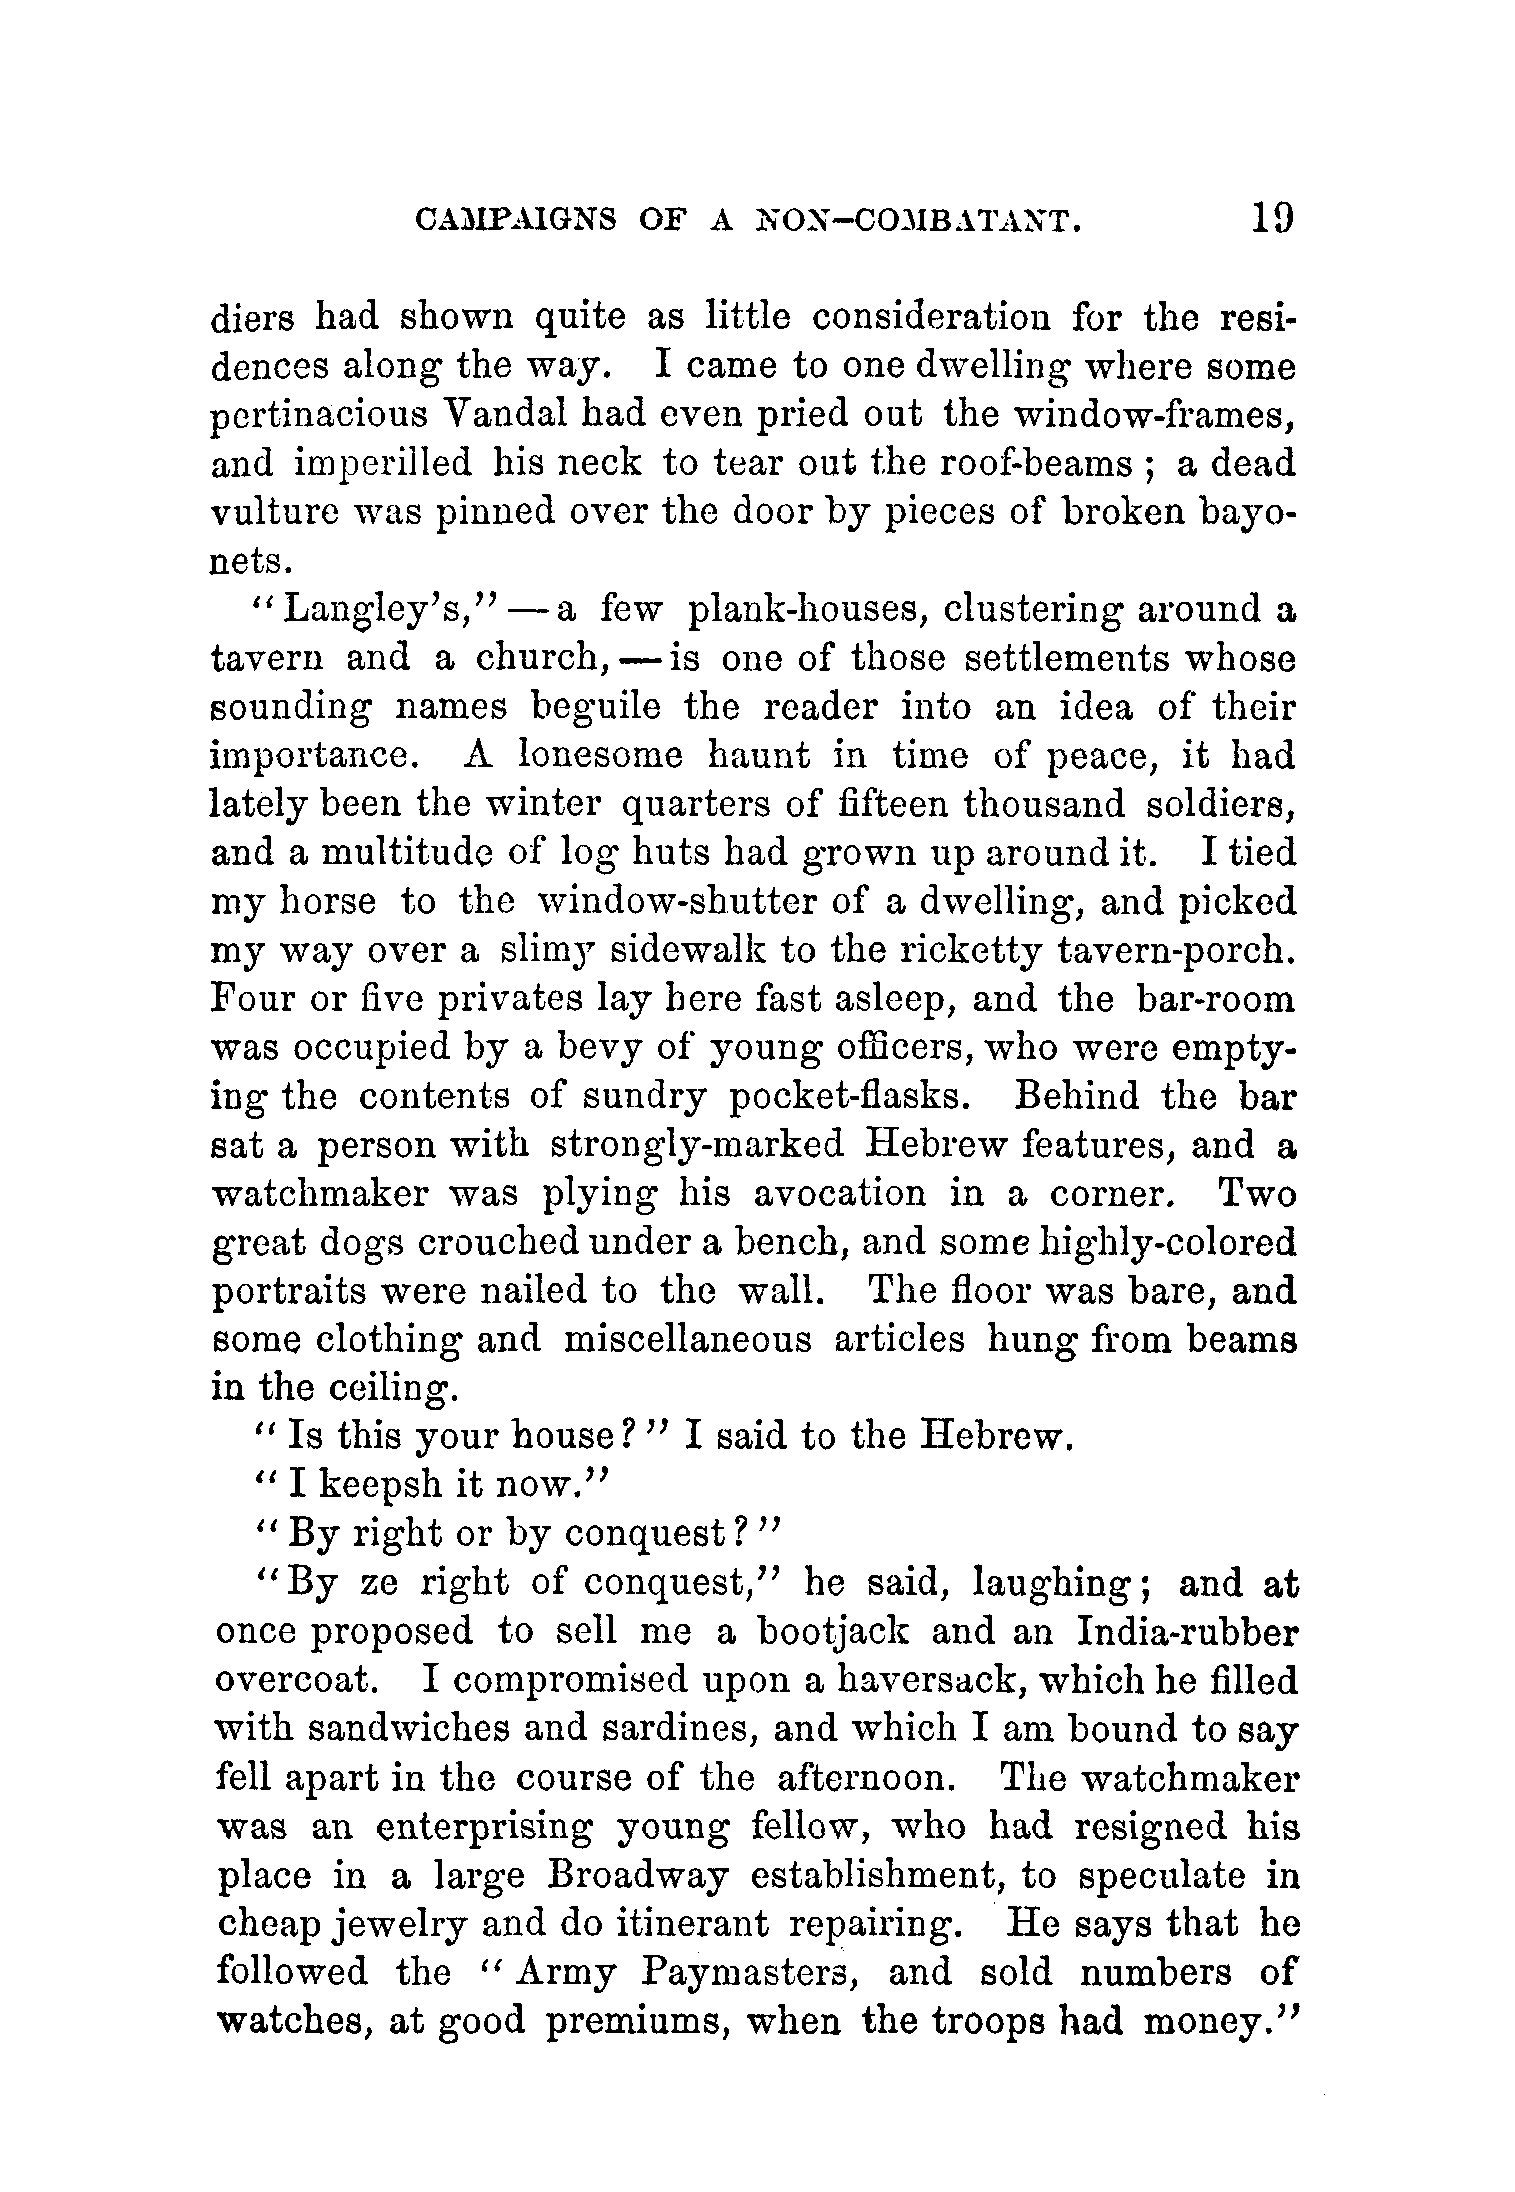 CAMPAIGNS OF A NON-COMBATANT. 19
diers had shown quite as little consideration for the resi-
dences along the way. I came to one dwelling where some
pertinacious Vandal had even pried out the window-frames,
and imperilled his neck to tear out the roof-beams; a dead
vulture was pinned over the door by pieces of broken bayo-
nets.
"Langley's," — a few plank-houses, clustering around a
tavern and a church, — is one of those settlements whose
sounding names beguile the reader into an idea of their
importance. A lonesome haunt in time of peace, it had
lately been the winter quarters of fifteen thousand soldiers,
and a multitude of log huts had grown up around it. I tied
my horse to the window-shutter of a dwelling, and picked
my way over a slimy sidewalk to the ricketty tavern-porch.
Four or five privates lay here fast asleep, and the bar-room
was occupied by a bevy of young officers, who were empty-
ing the contents of sundry pocket-flasks. Behind the bar
sat a person with strongly-marked Hebrew features, and a
watchmaker was plying his avocation in a corner. Two
great dogs crouched under a bench, and some highly-colored
portraits were nailed to the wall. The floor was bare, and
some clothing and miscellaneous articles hung from beams
in the ceiling.
"Is this your house?" I said to the Hebrew.
"I keepsh it now."
"By right or by conquest?"
"By ze right of conquest," he said, laughing; and at
once proposed to sell me a bootjack and an India-rubber
overcoat. I compromised upon a haversack, which he filled
with sandwiches and sardines, and which I am bound to say
fell apart in the course of the afternoon. The watchmaker
was an enterprising young fellow, who had resigned his
place in a large Broadway establishment, to speculate in
cheap jewelry and do itinerant repairing. He says that he
followed the "Army Paymasters, and sold numbers of
watches, at good premiums, when the troops had money."